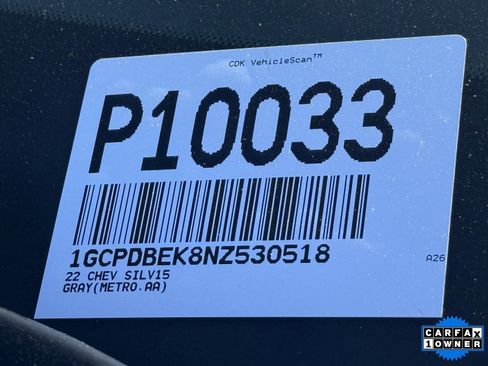 CDK VehicleScan™
P10033
1GCPDBEK8NZ530518
22 CHEV SILV15
GRAY(METRO.AA)
A26
CARFAX
1 OWNER